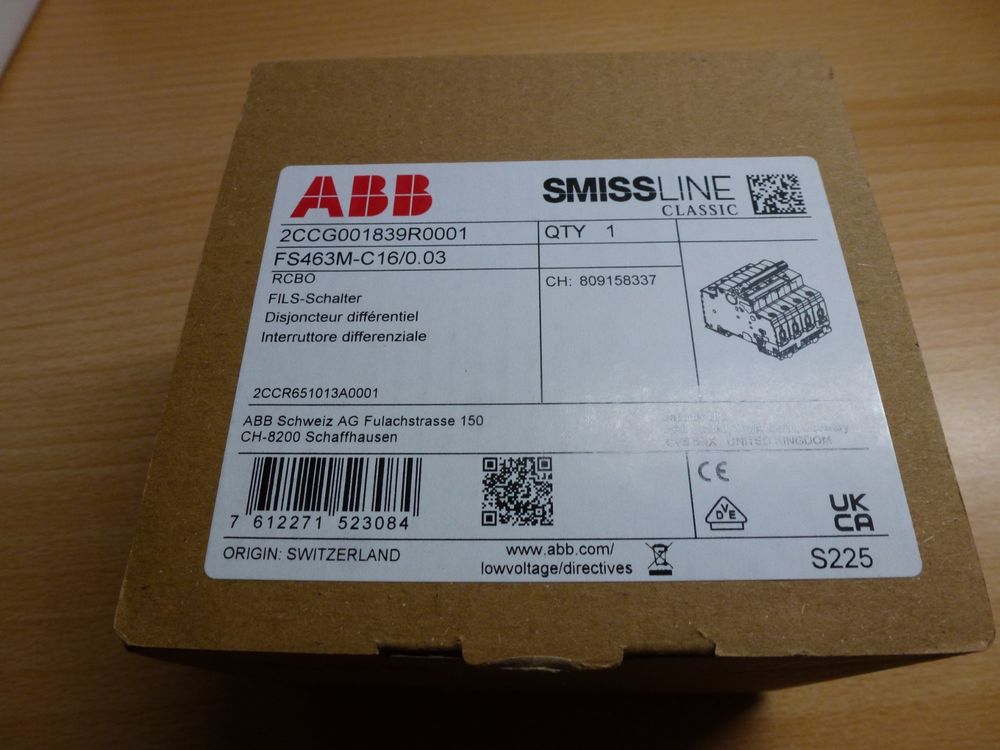 ABB
SMISSLINE
CLASSIC
2CCG001839R0001
QTY 1
FS463M-C16/0.03
RCBO
FILS-Schalter
Disjoncteur différentiel
Interruttore differenziale
CH: 809158337
2CCR651013A0001
ABB Schweiz AG Fulachstrasse 150
CH-8200 Schaffhausen
UNITED KINGDOM
CE
VDE
UK
CA
7 612271 523084
ORIGIN: SWITZERLAND
www.abb.com/
lowvoltage/directives
S225